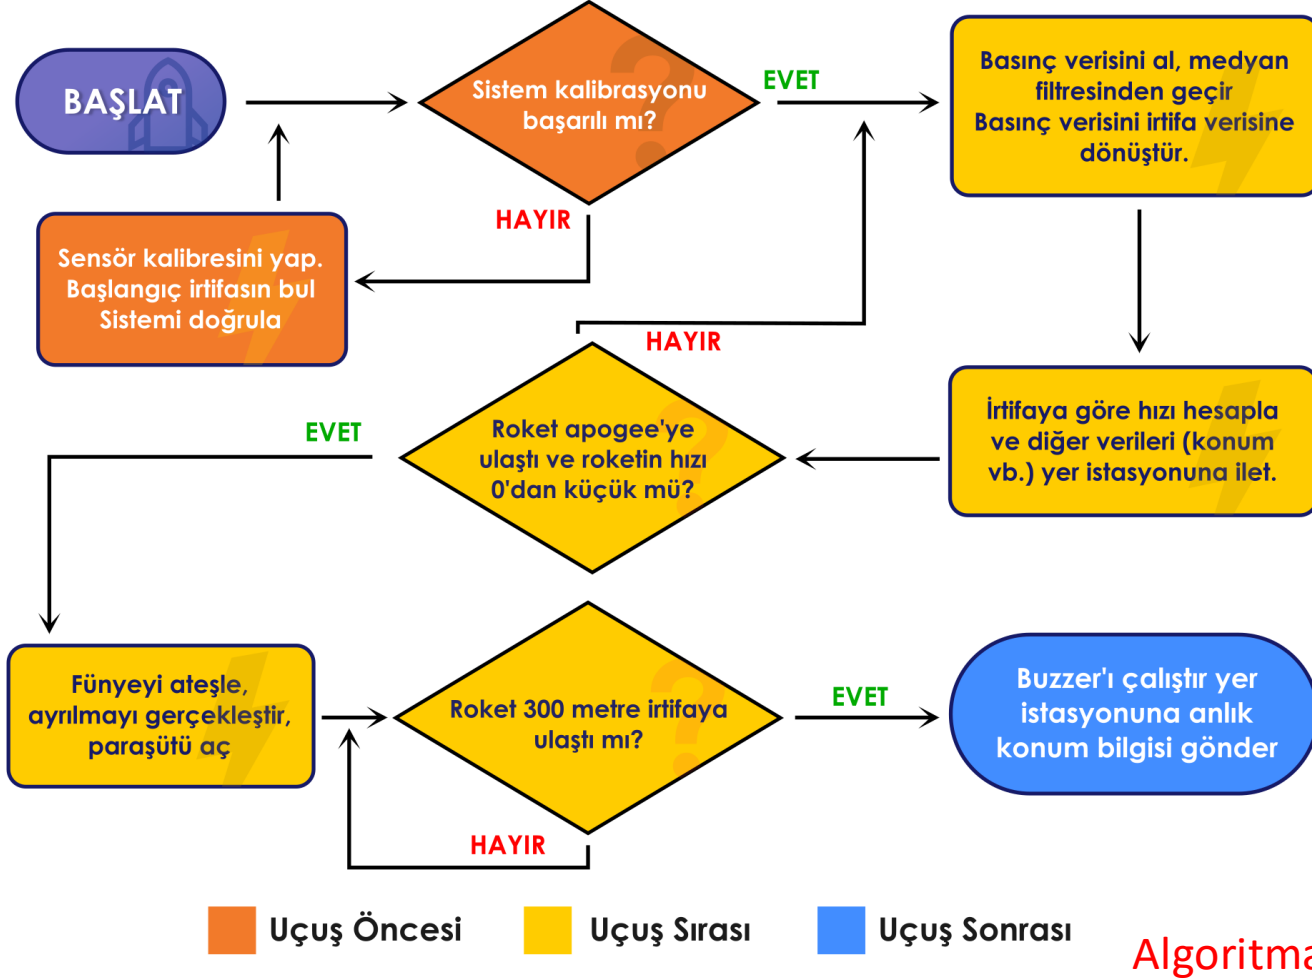 BAŞLAT
Sistem kalibrasyonu
başarılı mı?
EVET
Basınç verisini al, medyan
filtresinden geçir
Basınç verisini irtifa verisine
dönüştür.
HAYIR
Sensör kalibresini yap.
Başlangıç irtifasın bul
Sistemi doğrula
HAYIR
İrtifaya göre hızı hesapla
ve diğer verileri (konum
vb.) yer istasyonuna ilet.
Roket apogee'ye
ulaştı ve roketin hızı
0'dan küçük mü?
EVET
Fünyeyi ateşle,
ayrılmayı gerçekleştir,
paraşütü aç
Roket 300 metre irtifaya
ulaştı mı?
EVET
Buzzer'ı çalıştır yer
istasyonuna anlık
konum bilgisi gönder
HAYIR
Uçuş Öncesi
Uçuş Sırası
Uçuş Sonrası
Algoritma